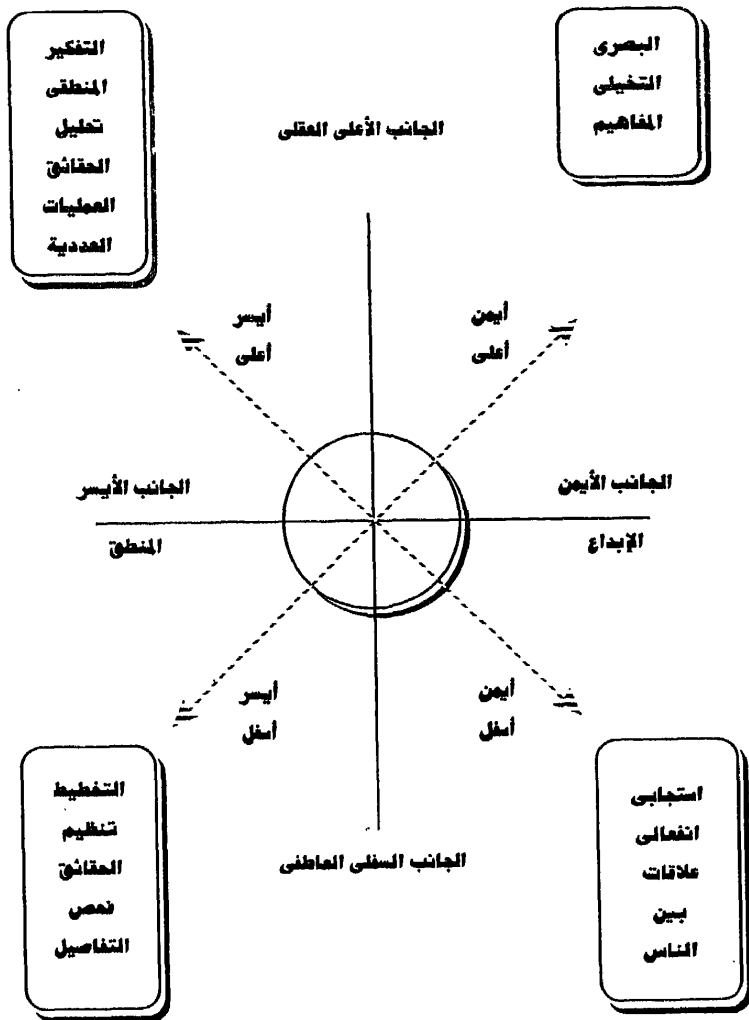 البصرى
التخيلى
المفاهيم
التفكير
المنطقى
تحليل
الحقائق
العمليات
العددية
الجانب الأعلى العقلى
أيمن
أعلى
أيسر
أعلى
الجانب الأيمن
الإبداع
الجانب الأيسر
المنطق
أيمن
أسفل
أيسر
أسفل
استجابى
انفعالى
علاقات
بين
الناس
التخطيط
تنظيم
الحقائق
فحص
التفاصيل
الجانب السفلى العاطفى